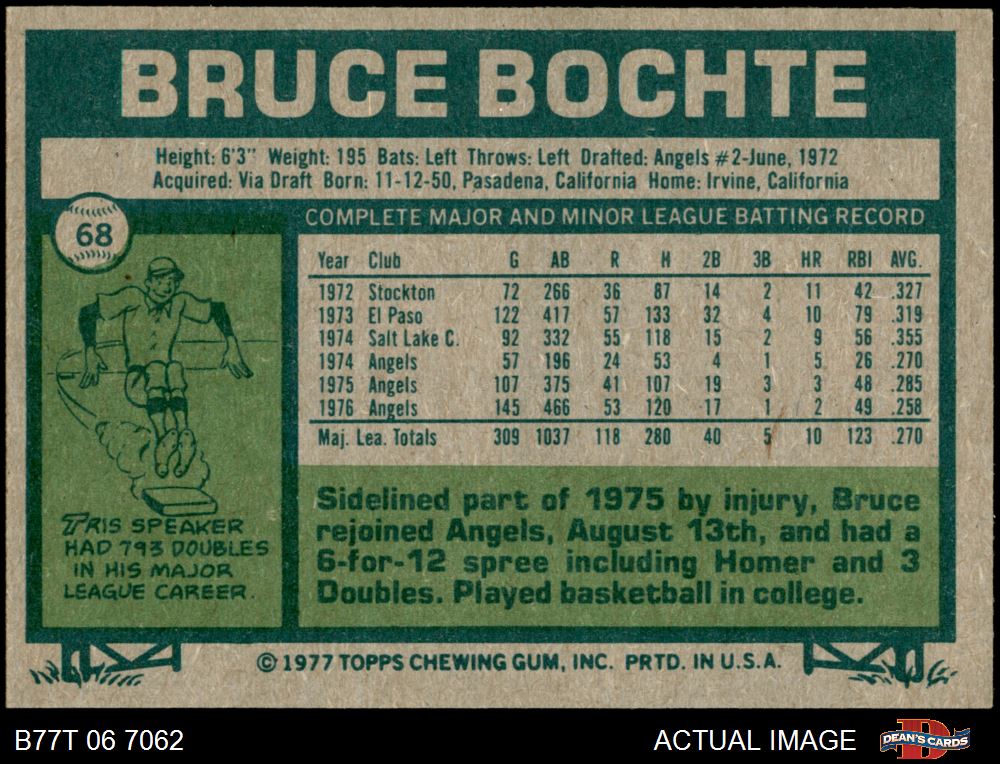 BRUCE BOCHTE
Height: 6'3" Weight: 195 Bats: Left Throws: Left Drafted: Angels #2-June, 1972
Acquired: Via Draft Born: 11-12-50, Pasadena, California Home: Irvine, California
68
COMPLETE MAJOR AND MINOR LEAGUE BATTING RECORD
Year Club G AB R H 2B 3B HR RBI AVG.
1972 Stockton 72 266 36 87 14 2 11 42 .327
1973 El Paso 122 417 57 133 32 4 10 79 .319
1974 Salt Lake C. 92 332 55 118 15 2 9 56 .355
1974 Angels 57 196 24 53 4 1 5 26 .270
1975 Angels 107 375 41 107 19 3 3 48 .285
1976 Angels 145 466 53 120 17 1 2 49 .258
Maj. Lea. Totals 309 1037 118 280 40 5 10 123 .270
TRIS SPEAKER
HAD 793 DOUBLES
IN HIS MAJOR
LEAGUE CAREER.
Sidelined part of 1975 by injury, Bruce
rejoined Angels, August 13th, and had a
6-for-12 spree including Homer and 3
Doubles. Played basketball in college.
© 1977 TOPPS CHEWING GUM, INC. PRTD. IN U.S.A.
B77T 06 7062
ACTUAL IMAGE
DEAN'S CARDS